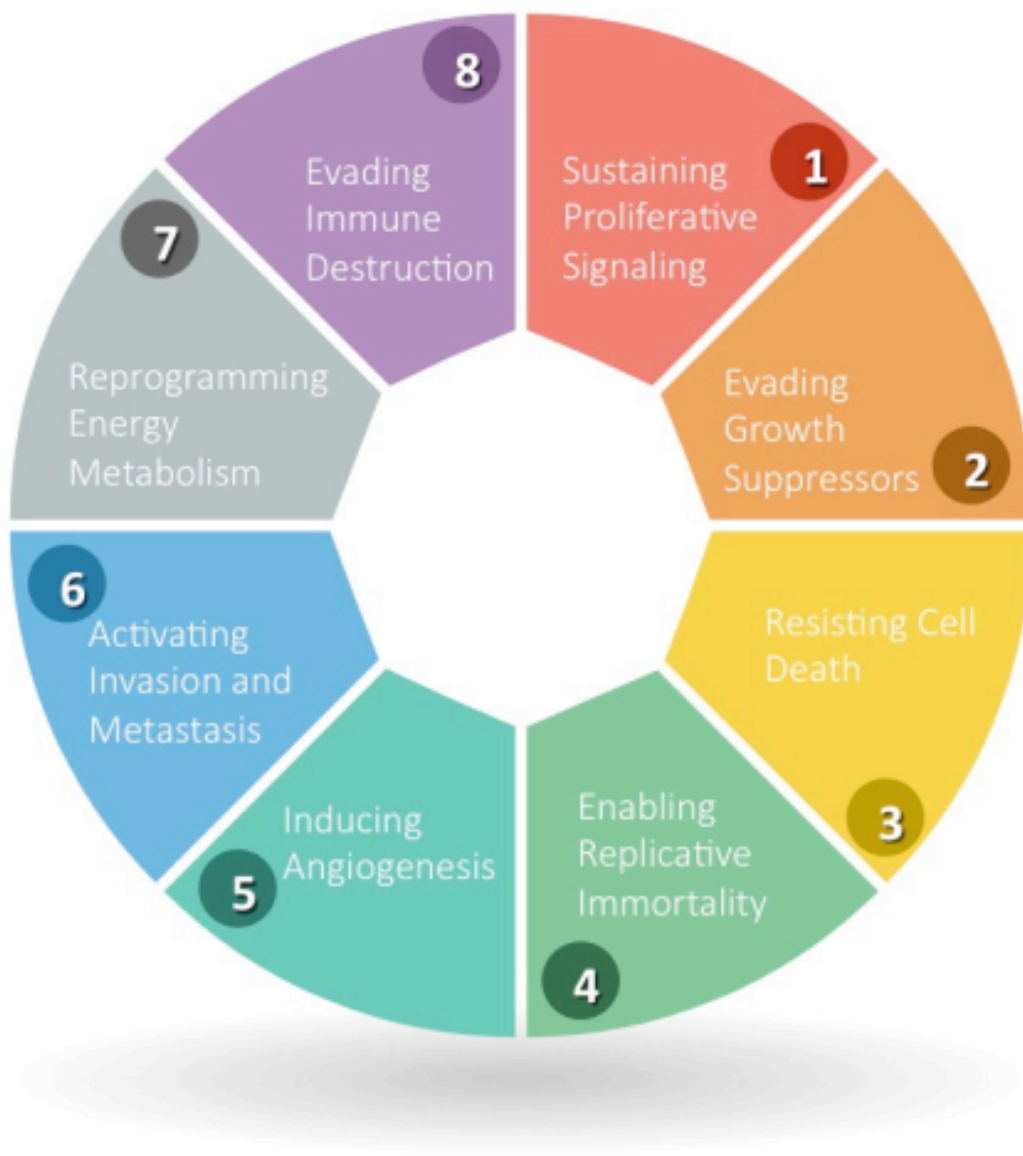 1
Sustaining
Proliferative
Signaling
2
Evading
Growth
Suppressors
3
Resisting Cell
Death
4
Enabling
Replicative
Immortality
5
Inducing
Angiogenesis
6
Activating
Invasion and
Metastasis
7
Reprogramming
Energy
Metabolism
8
Evading
Immune
Destruction